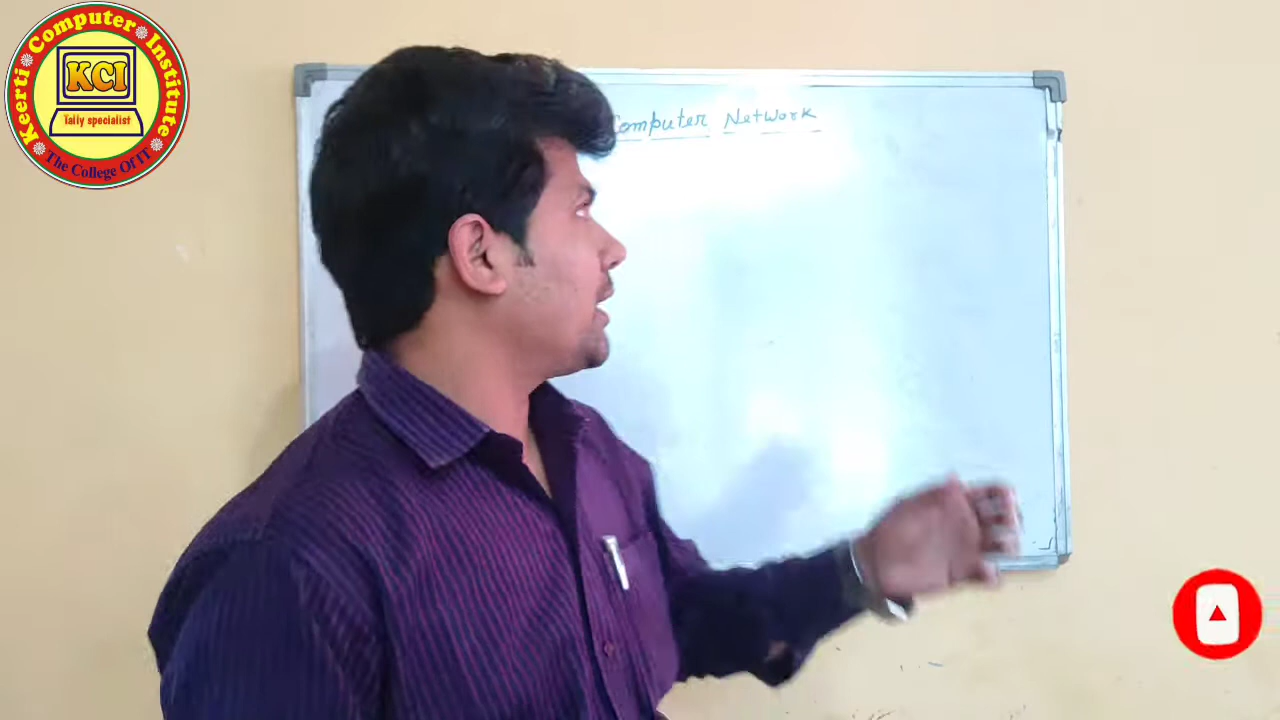 Keerti Computer Institute
KCI
Tally specialist
The College Of IT
Computer Network